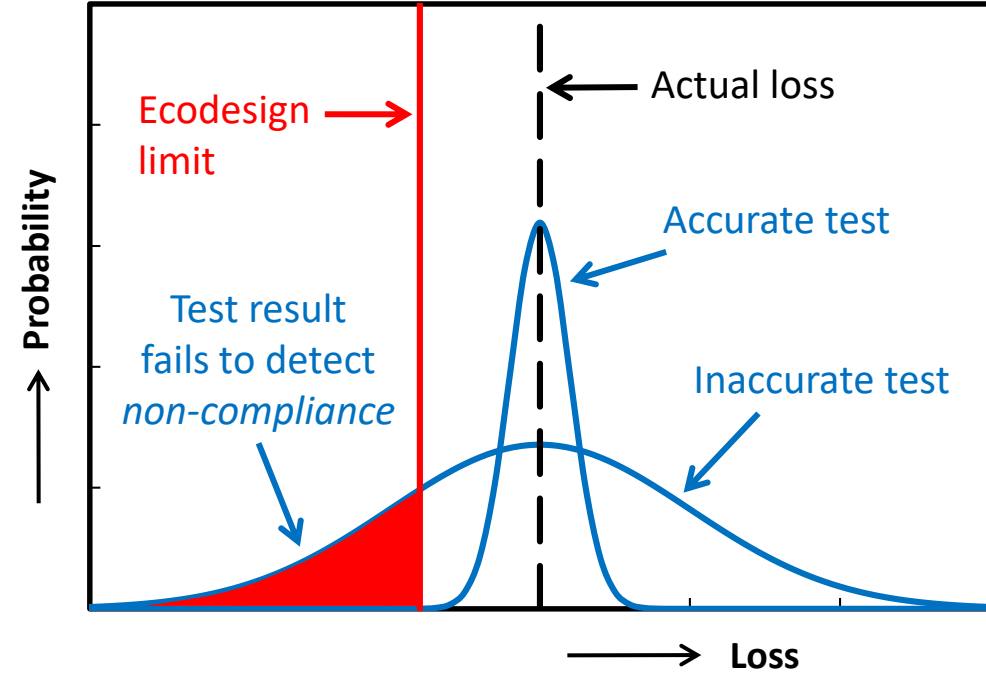 Ecodesign
limit
Actual loss
Accurate test
Test result
fails to detect
non-compliance
Inaccurate test
Probability
Loss